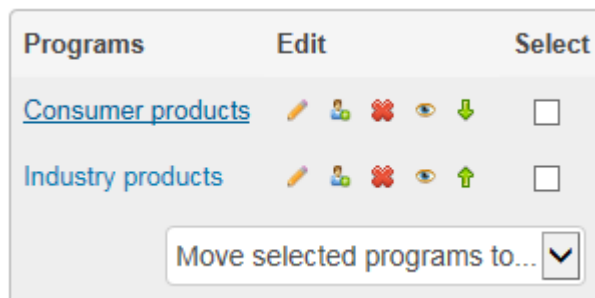 Programs Edit Select
Consumer products
Industry products
Move selected programs to...